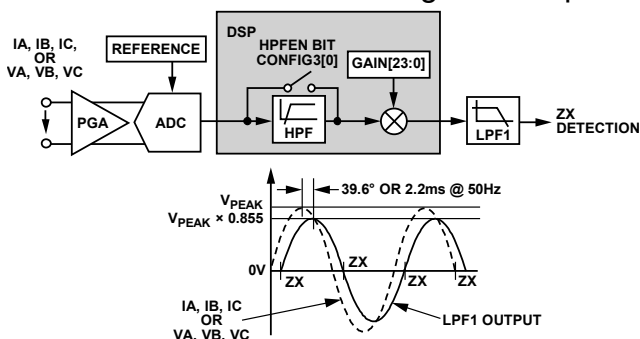 IA, IB, IC,
OR
VA, VB, VC
REFERENCE
PGA
ADC
DSP
HPFEN BIT
CONFIG3[0]
HPF
GAIN[23:0]
LPF1
ZX
DETECTION
39.6° OR 2.2ms @ 50Hz
VPEAK
VPEAK × 0.855
0V
ZX
ZX
ZX
ZX
IA, IB, IC
OR
VA, VB, VC
LPF1 OUTPUT